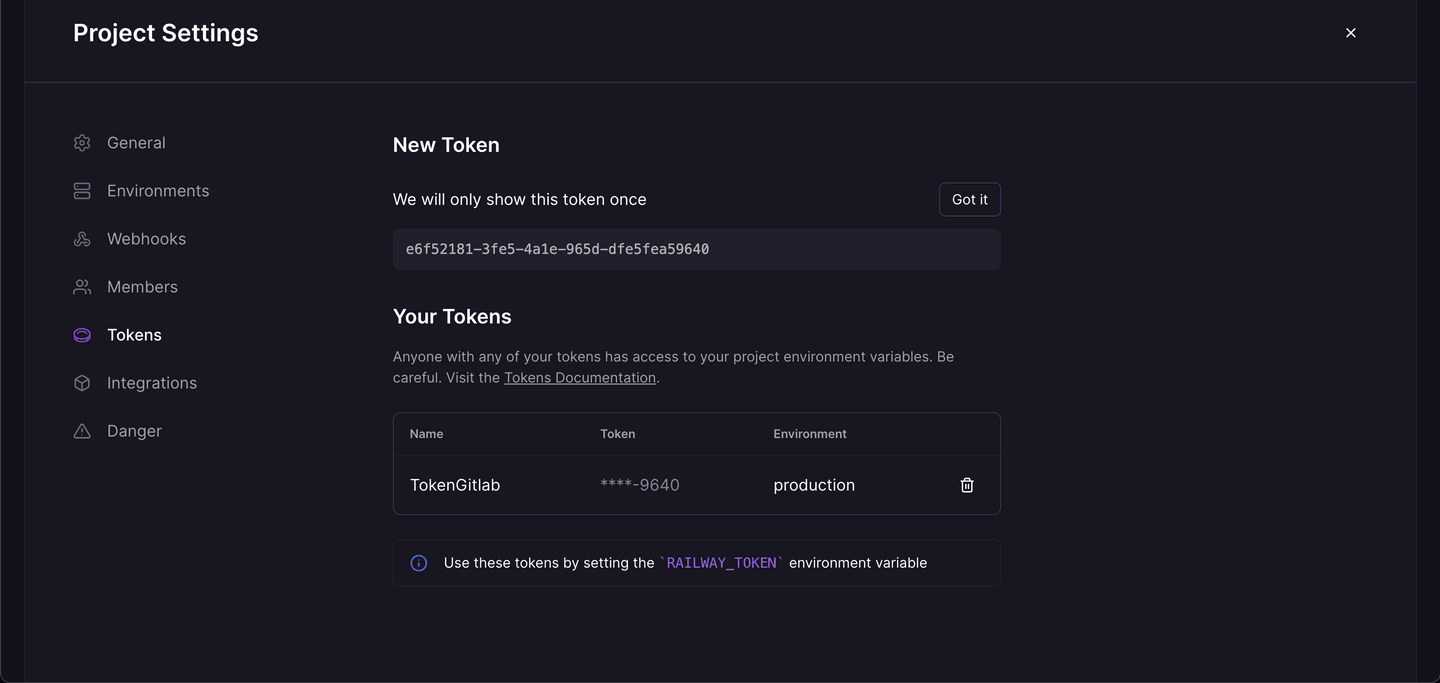 Project Settings
General
Environments
Webhooks
Members
Tokens
Integrations
Danger
New Token
We will only show this token once
Got it
e6f52181-3fe5-4a1e-965d-dfe5fea59640
Your Tokens
Anyone with any of your tokens has access to your project environment variables. Be
careful. Visit the Tokens Documentation.
Name Token Environment
TokenGitlab ****-9640 production
Use these tokens by setting the `RAILWAY_TOKEN` environment variable